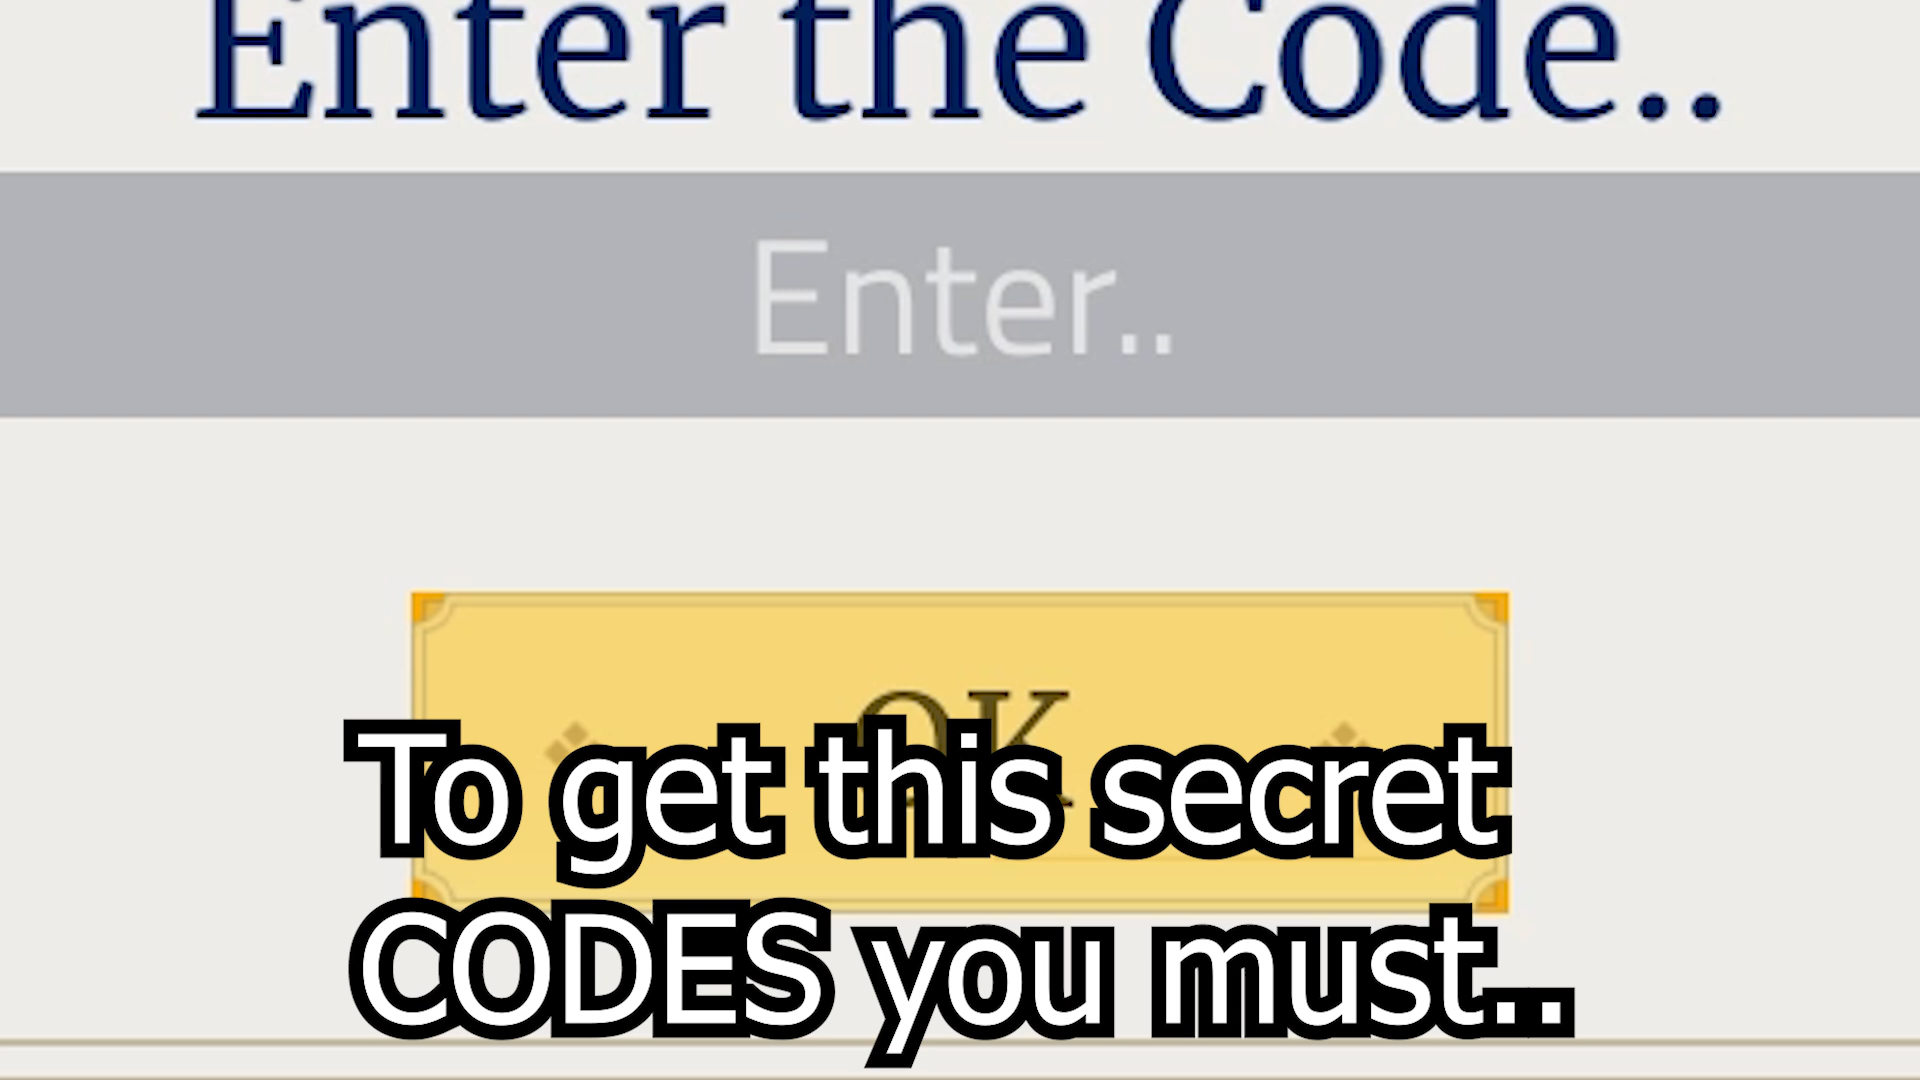 Enter the Code..
Enter..
OK
To get this secret
CODES you must..